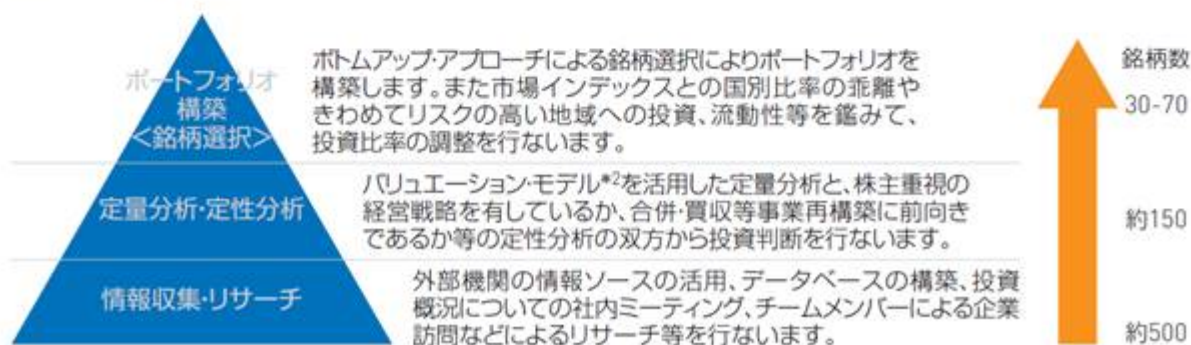 ポートフォリオ
構築
<銘柄選択>
ボトムアップ・アプローチによる銘柄選択によりポートフォリオを
構築します。また市場インデックスとの国別比率の乖離や
きわめてリスクの高い地域への投資、流動性等を鑑みて、
投資比率の調整を行ないます。
銘柄数
30-70
定量分析・定性分析
バリュエーション・モデル*2を活用した定量分析と、株主重視の
経営戦略を有しているか、合併・買収等事業再構築に前向き
であるか等の定性分析の双方から投資判断を行ないます。
約150
情報収集・リサーチ
外部機関の情報ソースの活用、データベースの構築、投資
概況についての社内ミーティング、チームメンバーによる企業
訪問などによるリサーチ等を行ないます。
約500